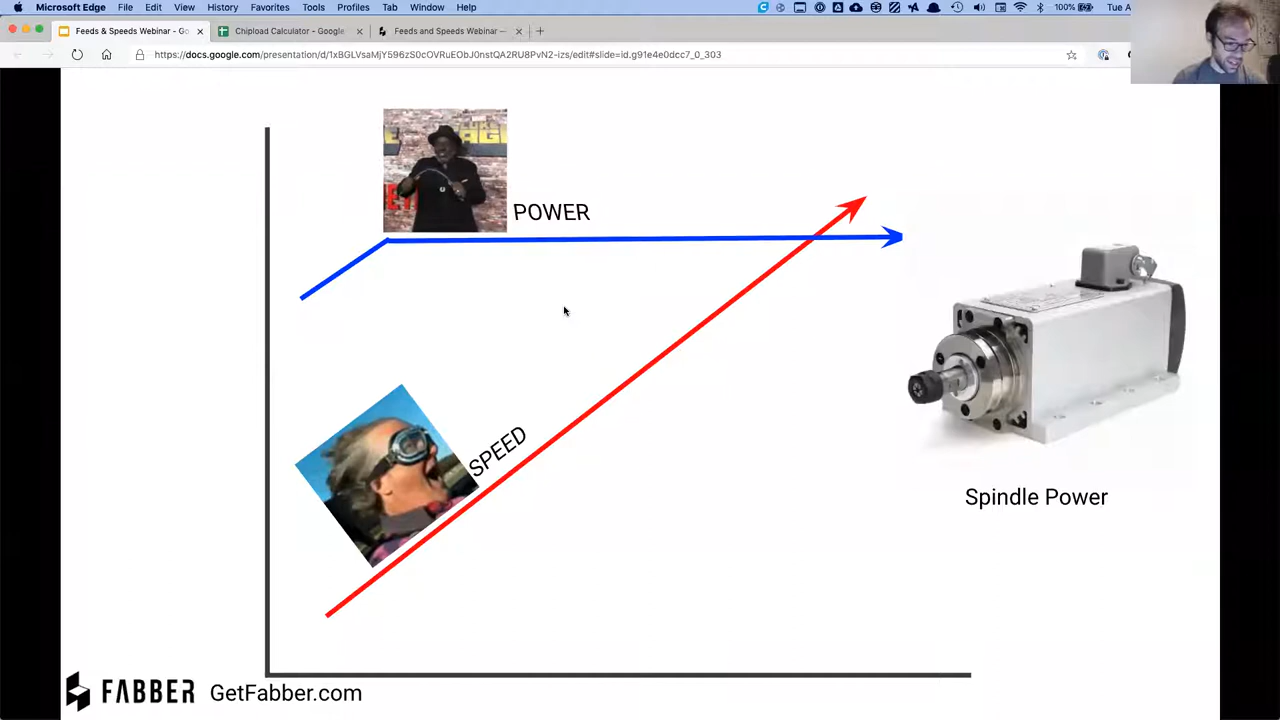 Microsoft Edge File Edit View History Favorites Tools Profiles Tab Window Help 100% Tue A
Feeds & Speeds Webinar - Go Chipload Calculator - Google Feeds and Speeds Webinar —
https://docs.google.com/presentation/d/1xBGLVsaMjY596zS0cOVRuEObJ0nstQA2RU8PvN2-izs/edit#slide=id.g91e4e0dcc7_0_303
POWER
SPEED
Spindle Power
FABBER GetFabber.com